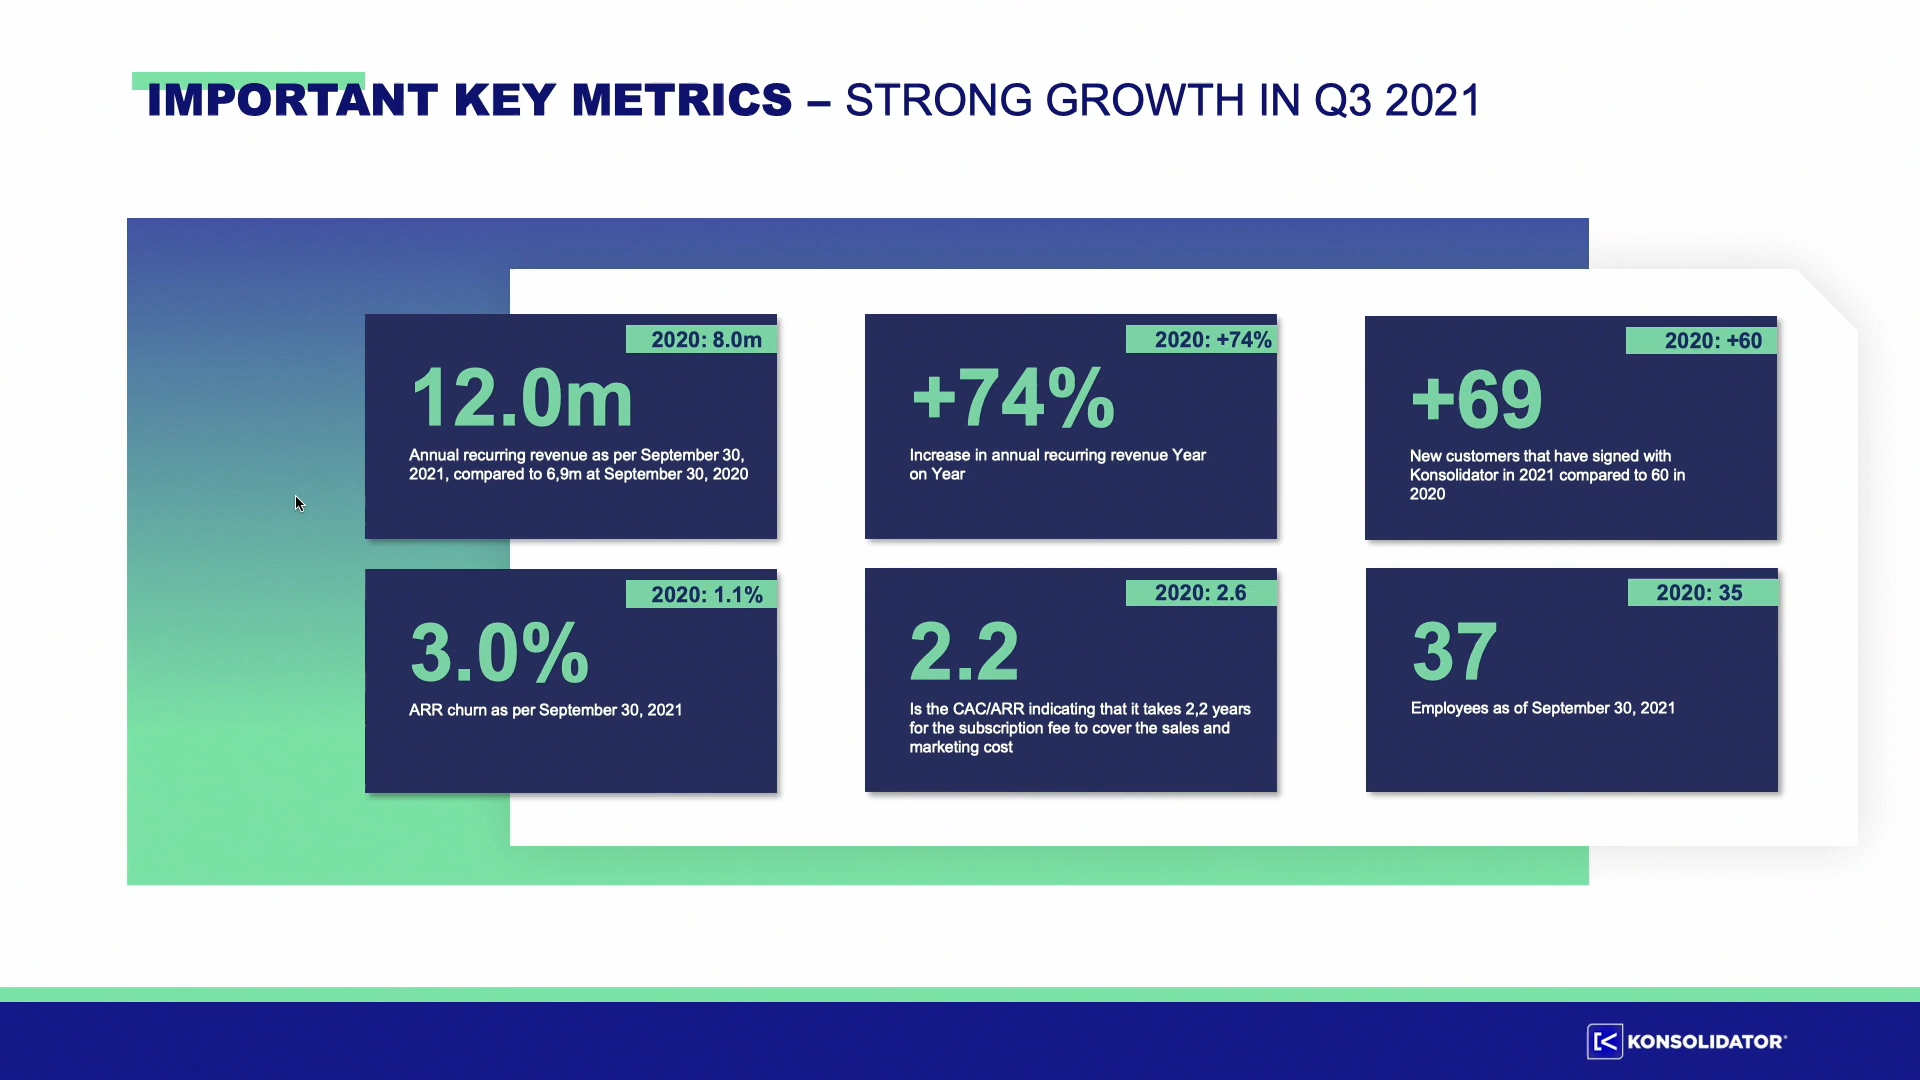 IMPORTANT KEY METRICS – STRONG GROWTH IN Q3 2021
2020: 8.0m
12.0m
Annual recurring revenue as per September 30,
2021, compared to 6,9m at September 30, 2020
2020: +74%
+74%
Increase in annual recurring revenue Year
on Year
2020: +60
+69
New customers that have signed with
Konsolidator in 2021 compared to 60 in
2020
2020: 1.1%
3.0%
ARR churn as per September 30, 2021
2020: 2.6
2.2
Is the CAC/ARR indicating that it takes 2,2 years
for the subscription fee to cover the sales and
marketing cost
2020: 35
37
Employees as of September 30, 2021
KONSOLIDATOR